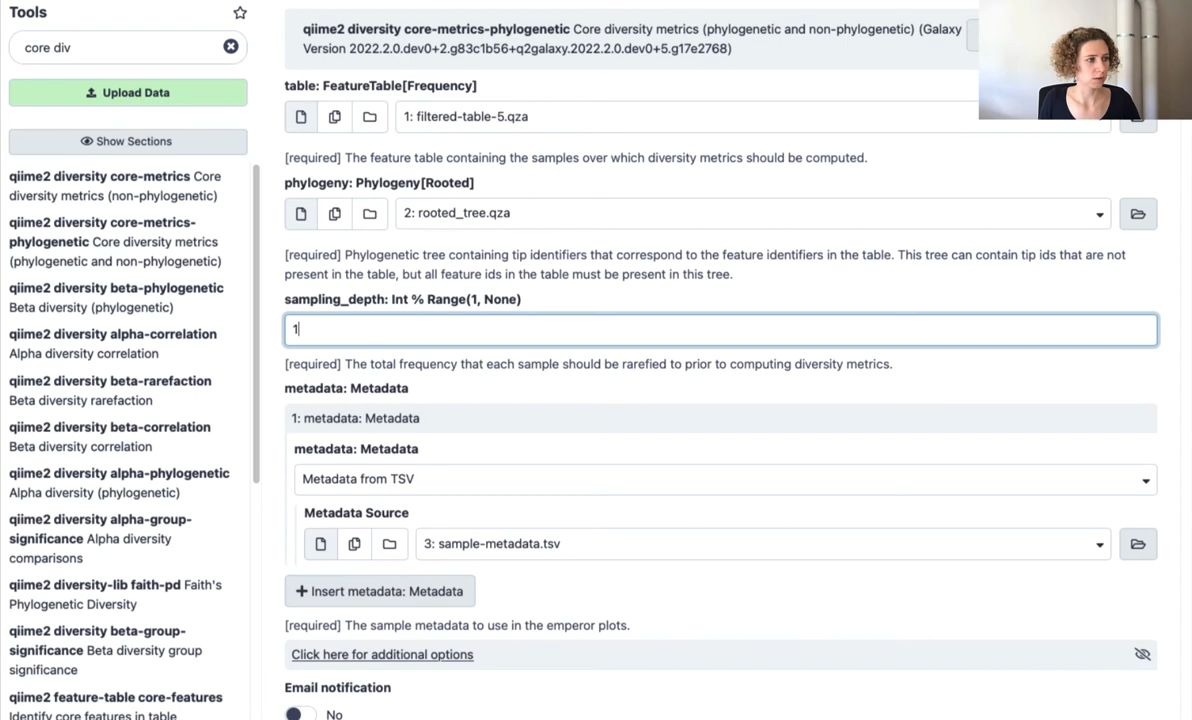 Tools
core div
Upload Data
Show Sections
qiime2 diversity core-metrics Core
diversity metrics (non-phylogenetic)
qiime2 diversity core-metrics-
phylogenetic Core diversity metrics
(phylogenetic and non-phylogenetic)
qiime2 diversity beta-phylogenetic
Beta diversity (phylogenetic)
qiime2 diversity alpha-correlation
Alpha diversity correlation
qiime2 diversity beta-rarefaction
Beta diversity rarefaction
qiime2 diversity beta-correlation
Beta diversity correlation
qiime2 diversity alpha-phylogenetic
Alpha diversity (phylogenetic)
qiime2 diversity alpha-group-
significance Alpha diversity
comparisons
qiime2 diversity-lib faith-pd Faith's
Phylogenetic Diversity
qiime2 diversity beta-group-
significance Beta diversity group
significance
qiime2 feature-table core-features
Identify core features in table
qiime2 diversity core-metrics-phylogenetic Core diversity metrics (phylogenetic and non-phylogenetic) (Galaxy
Version 2022.2.0.dev0+2.g83c1b56+q2galaxy.2022.2.0.dev0+5.g17e2768)
table: FeatureTable[Frequency]
1: filtered-table-5.qza
[required] The feature table containing the samples over which diversity metrics should be computed.
phylogeny: Phylogeny[Rooted]
2: rooted_tree.qza
[required] Phylogenetic tree containing tip identifiers that correspond to the feature identifiers in the table. This tree can contain tip ids that are not
present in the table, but all feature ids in the table must be present in this tree.
sampling_depth: Int % Range(1, None)
1
[required] The total frequency that each sample should be rarefied to prior to computing diversity metrics.
metadata: Metadata
1: metadata: Metadata
metadata: Metadata
Metadata from TSV
Metadata Source
3: sample-metadata.tsv
+ Insert metadata: Metadata
[required] The sample metadata to use in the emperor plots.
Click here for additional options
Email notification
No